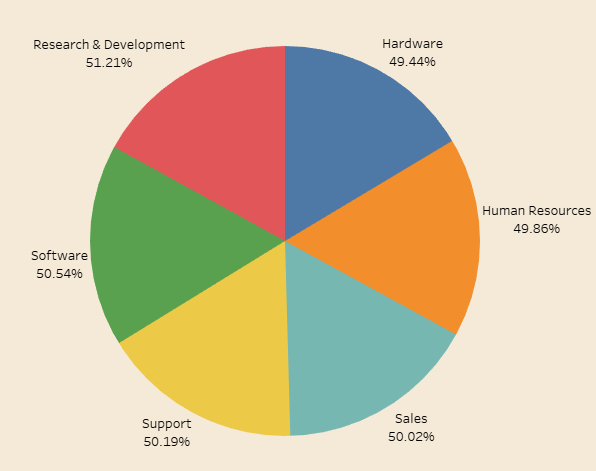 Research & Development
51.21%
Hardware
49.44%
Human Resources
49.86%
Software
50.54%
Support
50.19%
Sales
50.02%